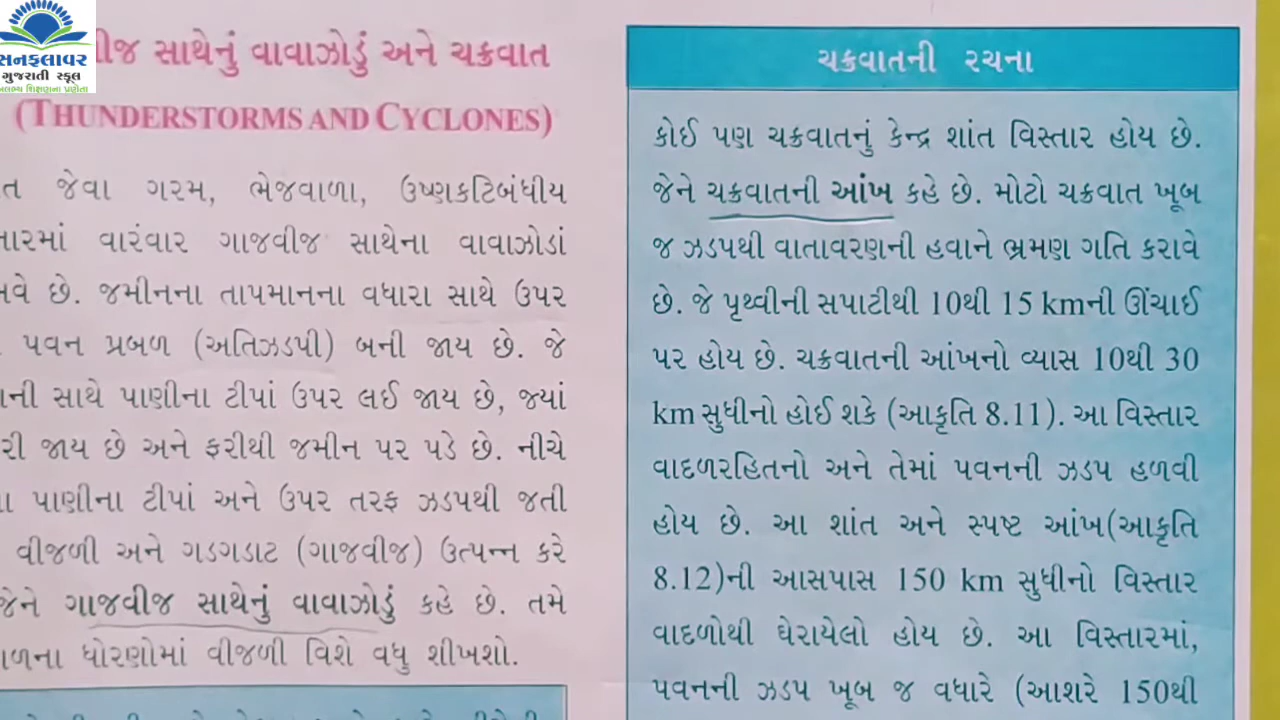 સનફલાવર
ગુજરાતી સ્કૂલ
શિક્ષણના પ્રણેતા
સાથેનું વાવાઝોડું અને ચક્રવાત
(THUNDERSTORMS AND CYCLONES)
જેવા ગરમ, ભેજવાળા, ઉષ્ણકટિબંધીય
વારંવાર ગાજવીજ સાથેના વાવાઝોડાં
છે. જમીનના તાપમાનના વધારા સાથે ઉપર
પવન પ્રબળ (અતિઝડપી) બની જાય છે. જે
સાથે પાણીના ટીપાં ઉપર લઈ જાય છે, જ્યાં
જાય છે અને ફરીથી જમીન પર પડે છે. નીચે
પાણીના ટીપાં અને ઉપર તરફ ઝડપથી જતી
વીજળી અને ગડગડાટ (ગાજવીજ) ઉત્પન્ન કરે
જેને ગાજવીજ સાથેનું વાવાઝોડું કહે છે. તમે
ધોરણોમાં વીજળી વિશે વધુ શીખશો.
ચક્રવાતની રચના
કોઈ પણ ચક્રવાતનું કેન્દ્ર શાંત વિસ્તાર હોય છે.
જેને ચક્રવાતની આંખ કહે છે. મોટો ચક્રવાત ખૂબ
જ ઝડપથી વાતાવરણની હવાને ભ્રમણ ગતિ કરાવે
છે. જે પૃથ્વીની સપાટીથી 10થી 15 kmની ઊંચાઈ
પર હોય છે. ચક્રવાતની આંખનો વ્યાસ 10થી 30
km સુધીનો હોઈ શકે (આકૃતિ 8.11). આ વિસ્તાર
વાદળરહિતનો અને તેમાં પવનની ઝડપ હળવી
હોય છે. આ શાંત અને સ્પષ્ટ આંખ(આકૃતિ
8.12)ની આસપાસ 150 km સુધીનો વિસ્તાર
વાદળોથી ઘેરાયેલો હોય છે. આ વિસ્તારમાં,
પવનની ઝડપ ખૂબ જ વધારે (આશરે 150થી